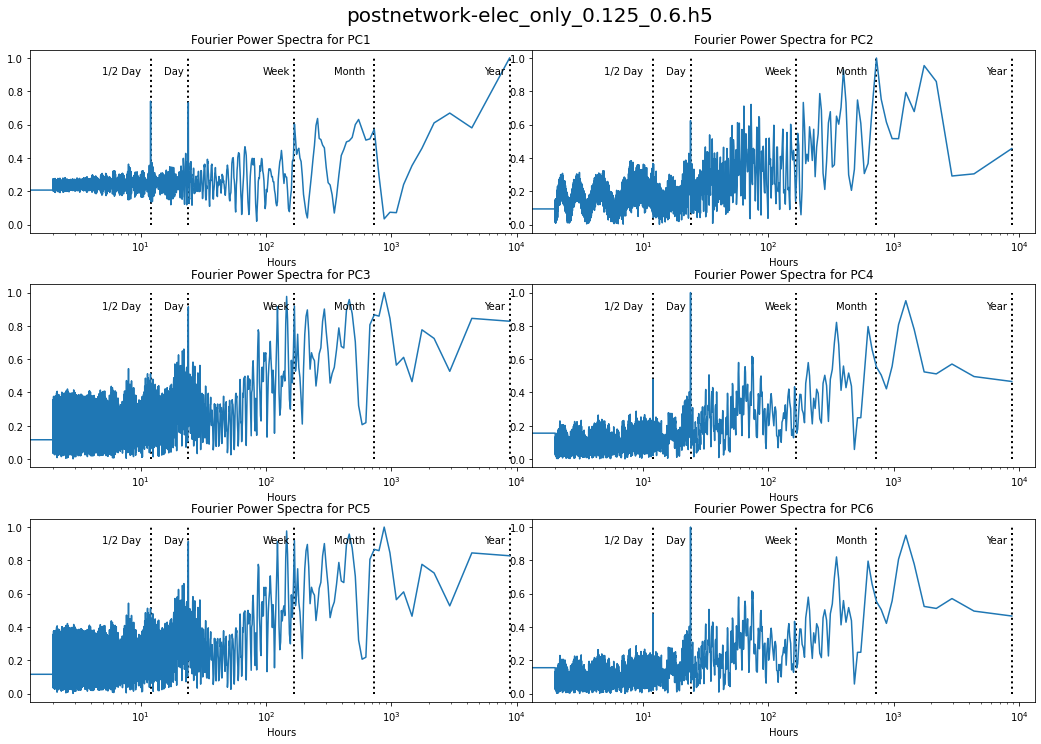 postnetwork-elec_only_0.125_0.6.h5
Fourier Power Spectra for PC1
Fourier Power Spectra for PC2
1.0
0.8
0.6
0.4
0.2
0.0
1/2 Day
Day
Week
Month
Year
10¹
10²
10³
10⁴
Hours
1.0
0.8
0.6
0.4
0.2
0.0
1/2 Day
Day
Week
Month
Year
10¹
10²
10³
10⁴
Hours
Fourier Power Spectra for PC3
Fourier Power Spectra for PC4
1.0
0.8
0.6
0.4
0.2
0.0
1/2 Day
Day
Week
Month
Year
10¹
10²
10³
10⁴
Hours
1.0
0.8
0.6
0.4
0.2
0.0
1/2 Day
Day
Week
Month
Year
10¹
10²
10³
10⁴
Hours
Fourier Power Spectra for PC5
Fourier Power Spectra for PC6
1.0
0.8
0.6
0.4
0.2
0.0
1/2 Day
Day
Week
Month
Year
10¹
10²
10³
10⁴
Hours
1.0
0.8
0.6
0.4
0.2
0.0
1/2 Day
Day
Week
Month
Year
10¹
10²
10³
10⁴
Hours